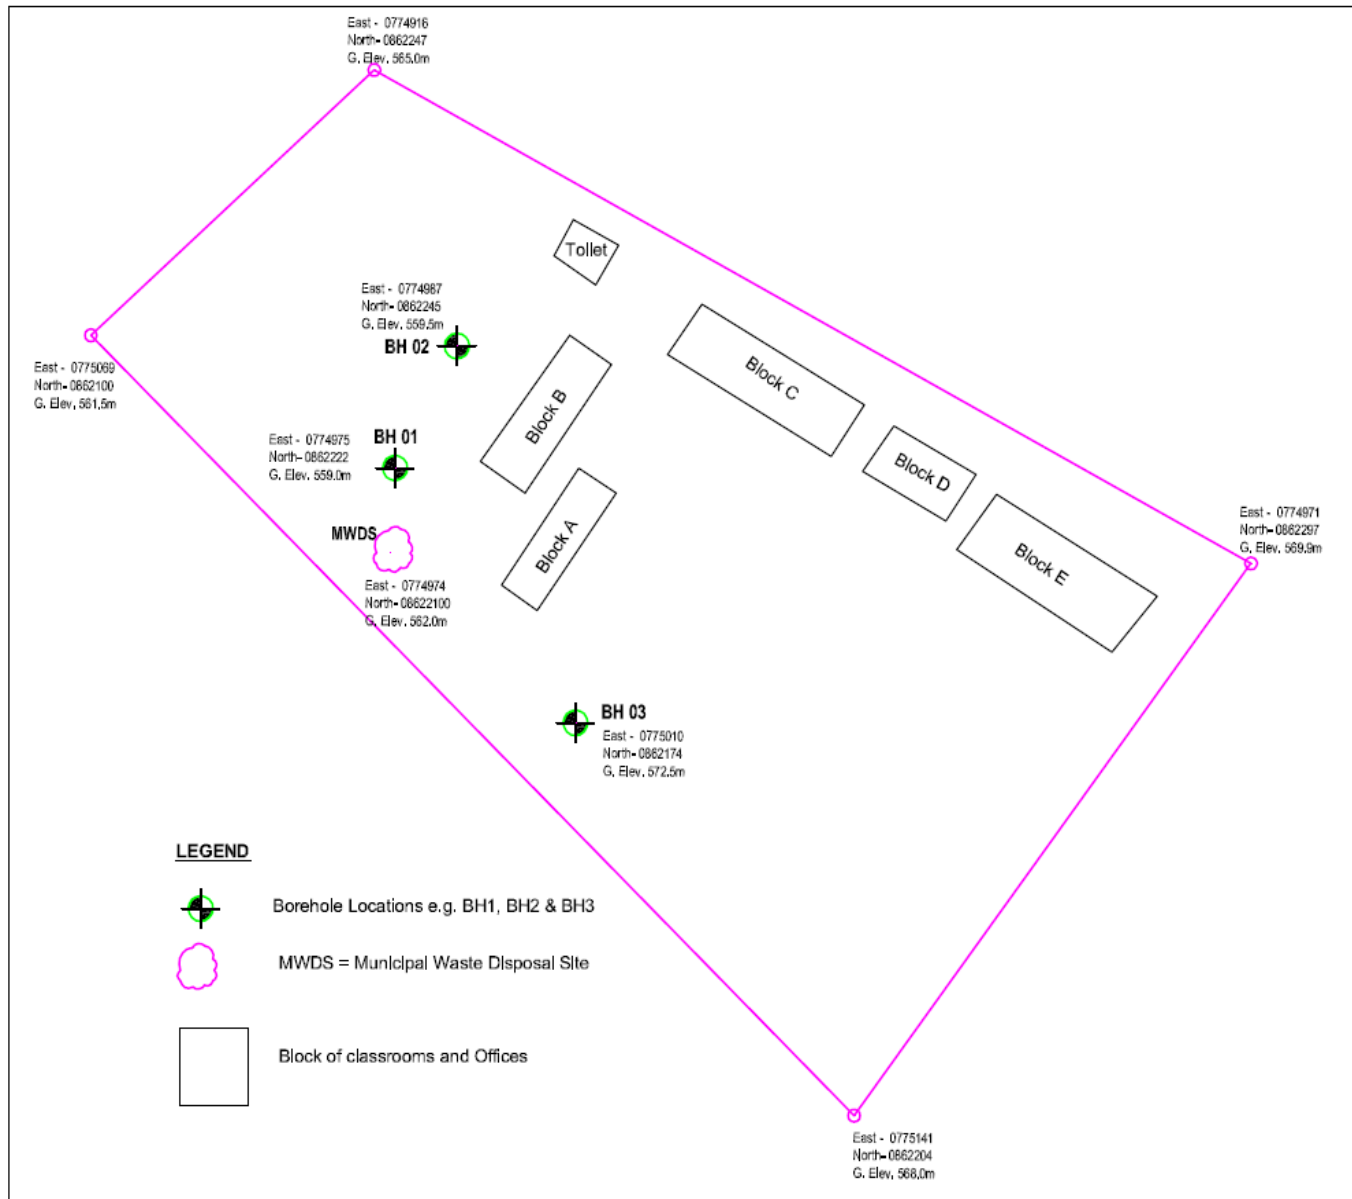 East - 0774916
North- 0862247
G. Elev. 565.0m
Toilet
East - 0774987
North- 0862245
G. Elev. 559.5m
BH 02
East - 0775069
North- 0862100
G. Elev, 561,5m
Block C
Block B
BH 01
East - 0774975
North- 0862222
G. Elev. 559.0m
Block D
MWDS
East - 0774974
North- 08622100
G. Elev. 562.0m
Block A
East - 0774971
North- 0862297
G. Elev. 569.9m
Block E
BH 03
East - 0775010
North- 0862174
G. Elev. 572.5m
LEGEND
Borehole Locations e.g. BH1, BH2 & BH3
MWDS = Municipal Waste Disposal Site
Block of classrooms and Offices
East - 0775141
North- 0862204
G. Elev, 568.0m